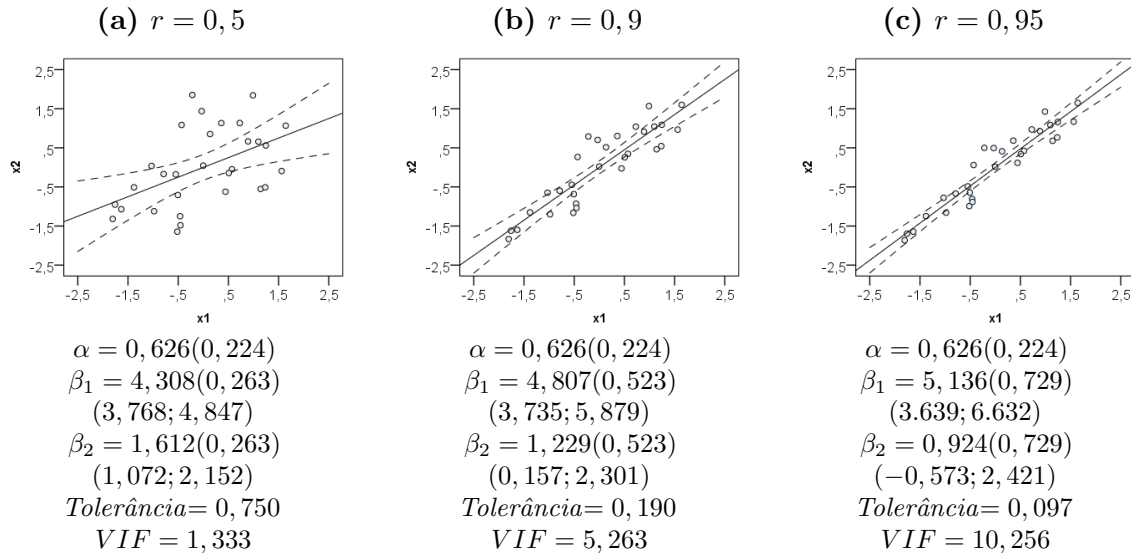 (a) r = 0, 5
(b) r = 0, 9
(c) r = 0, 95
2,5
1,5
,5
-,5
-1,5
-2,5
x2
-2,5 -1,5 -,5 ,5 1,5 2,5
x1
2,5
1,5
,5
-,5
-1,5
-2,5
x2
-2,5 -1,5 -,5 ,5 1,5 2,5
x1
2,5
1,5
,5
-,5
-1,5
-2,5
x2
-2,5 -1,5 -,5 ,5 1,5 2,5
x1
α = 0, 626(0, 224)
β1 = 4, 308(0, 263)
(3, 768; 4, 847)
β2 = 1, 612(0, 263)
(1, 072; 2, 152)
Tolerância= 0, 750
VIF = 1, 333
α = 0, 626(0, 224)
β1 = 4, 807(0, 523)
(3, 735; 5, 879)
β2 = 1, 229(0, 523)
(0, 157; 2, 301)
Tolerância= 0, 190
VIF = 5, 263
α = 0, 626(0, 224)
β1 = 5, 136(0, 729)
(3.639; 6.632)
β2 = 0, 924(0, 729)
(−0, 573; 2, 421)
Tolerância= 0, 097
VIF = 10, 256